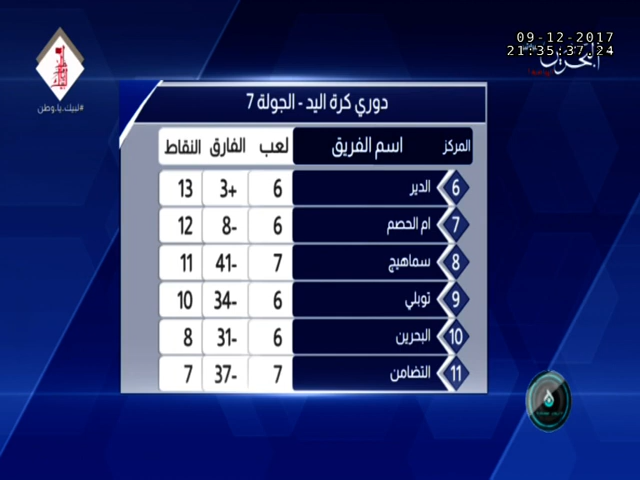 09-12-2017
21:35:37.24
#لبيك_يا_وطن
دوري كرة اليد - الجولة 7
المركز اسم الفريق لعب الفارق النقاط
6 الدير 6 +3 13
7 ام الحصم 6 -8 12
8 سماهيج 7 -41 11
9 توبلي 6 -34 10
10 البحرين 6 -31 8
11 التضامن 7 -37 7